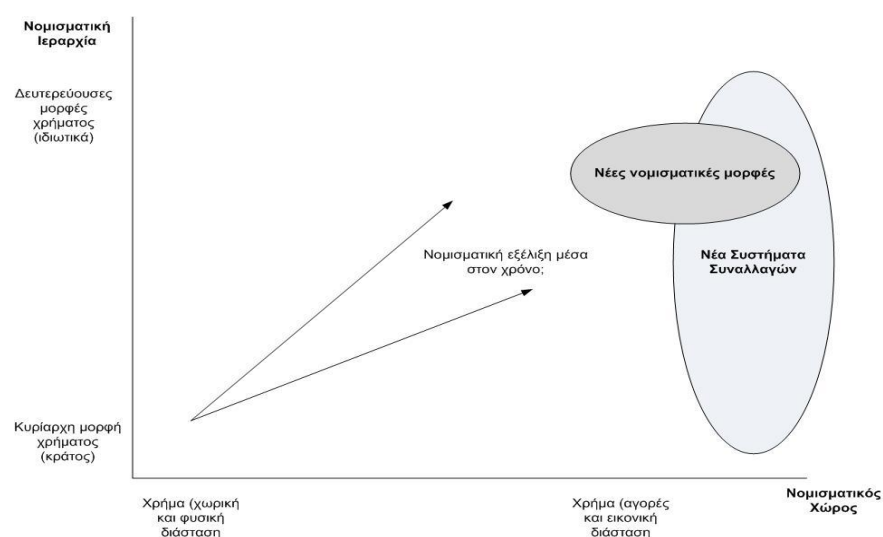 Νομισματική
Ιεραρχία
Δευτερεύουσες
μορφές
χρήματος
(ιδιωτικά)
Νέες νομισματικές μορφές
Νομισματική εξέλιξη μέσα
στον χρόνο;
Νέα Συστήματα
Συναλλαγών
Κυρίαρχη μορφή
χρήματος
(κράτος)
Χρήμα (χωρική
και φυσική
διάσταση
Χρήμα (αγορές
και εικονική
διάσταση
Νομισματικός
Χώρος